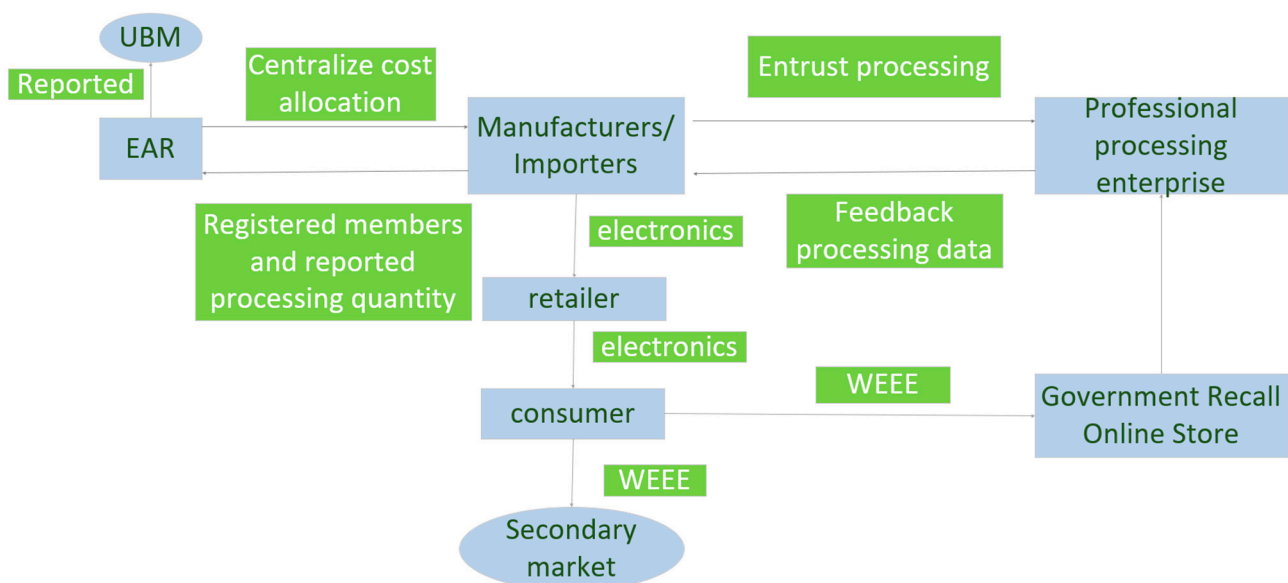 UBM
Reported
Centralize cost
allocation
Entrust processing
EAR
Manufacturers/
Importers
Professional
processing
enterprise
Registered members
and reported
processing quantity
electronics
Feedback
processing data
retailer
electronics
WEEE
consumer
Government Recall
Online Store
WEEE
Secondary
market